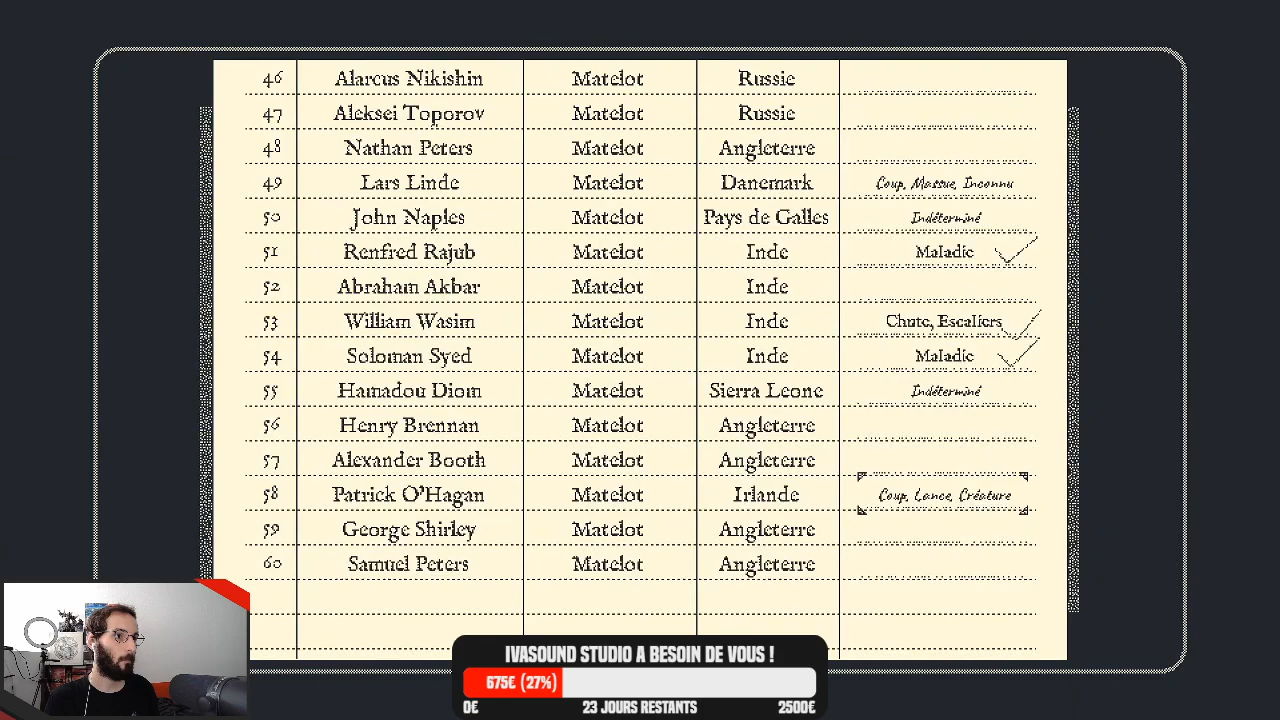 46 Alarcus Nikishin Matelot Russie
47 Aleksei Toporov Matelot Russie
48 Nathan Peters Matelot Angleterre
49 Lars Linde Matelot Danemark Coup, Massue, Inconnu
50 John Naples Matelot Pays de Galles Indéterminé
51 Renfred Rajub Matelot Inde Maladie
52 Abraham Akbar Matelot Inde
53 William Wasim Matelot Inde Chute, Escaliers
54 Soloman Syed Matelot Inde Maladie
55 Hamadou Diom Matelot Sierra Leone Indéterminé
56 Henry Brennan Matelot Angleterre
57 Alexander Booth Matelot Angleterre
58 Patrick O'Hagan Matelot Irlande Coup, Lance, Créature
59 George Shirley Matelot Angleterre
60 Samuel Peters Matelot Angleterre
IVASOUND STUDIO A BESOIN DE VOUS !
675€ (27%)
0€ 23 JOURS RESTANTS 2500€